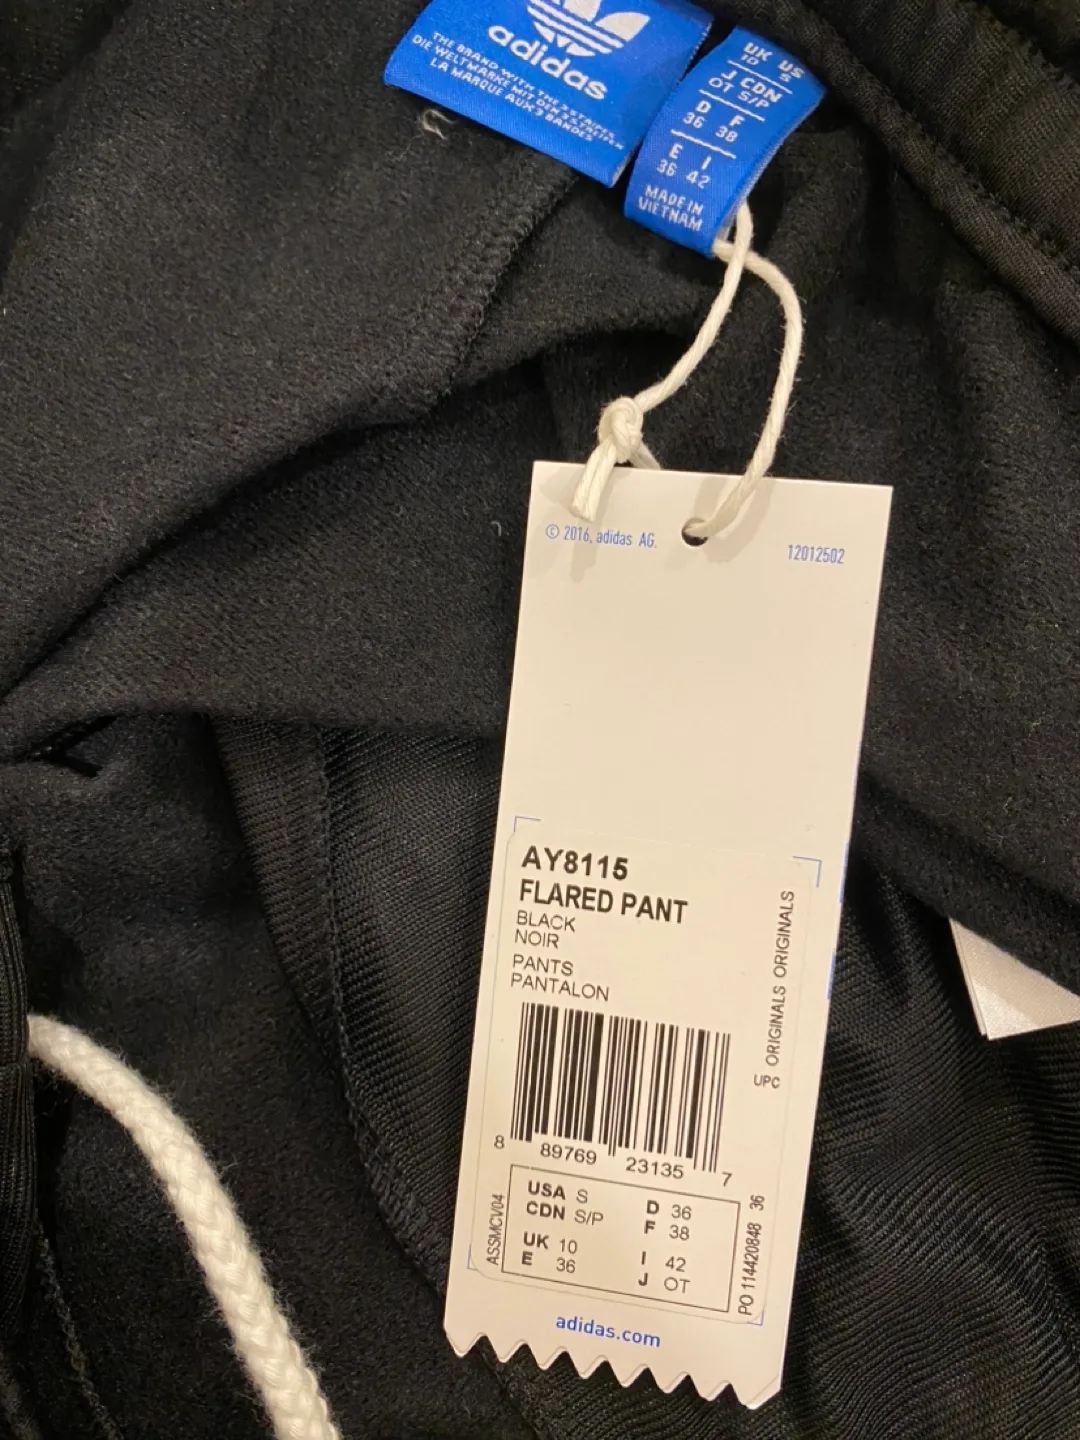 adidas
THE BRAND WITH THE 3 STRIPES
DIE WELTMARKE MIT DEN 3 STREIFEN
LA MARQUE AUX 3 BANDES
UK US
10 S
J CDN
OT S/P
D F
36 38
E I
36 42
MADE IN
VIETNAM
© 2016, adidas AG.
12012502
AY8115
FLARED PANT
BLACK
NOIR
PANTS
PANTALON
ORIGINALS ORIGINALS
UPC
8 89769 23135 7
USA S D 36
CDN S/P F 38
UK 10 I 42
E 36 J OT
ASSMCV04
PO 114420848 36
adidas.com